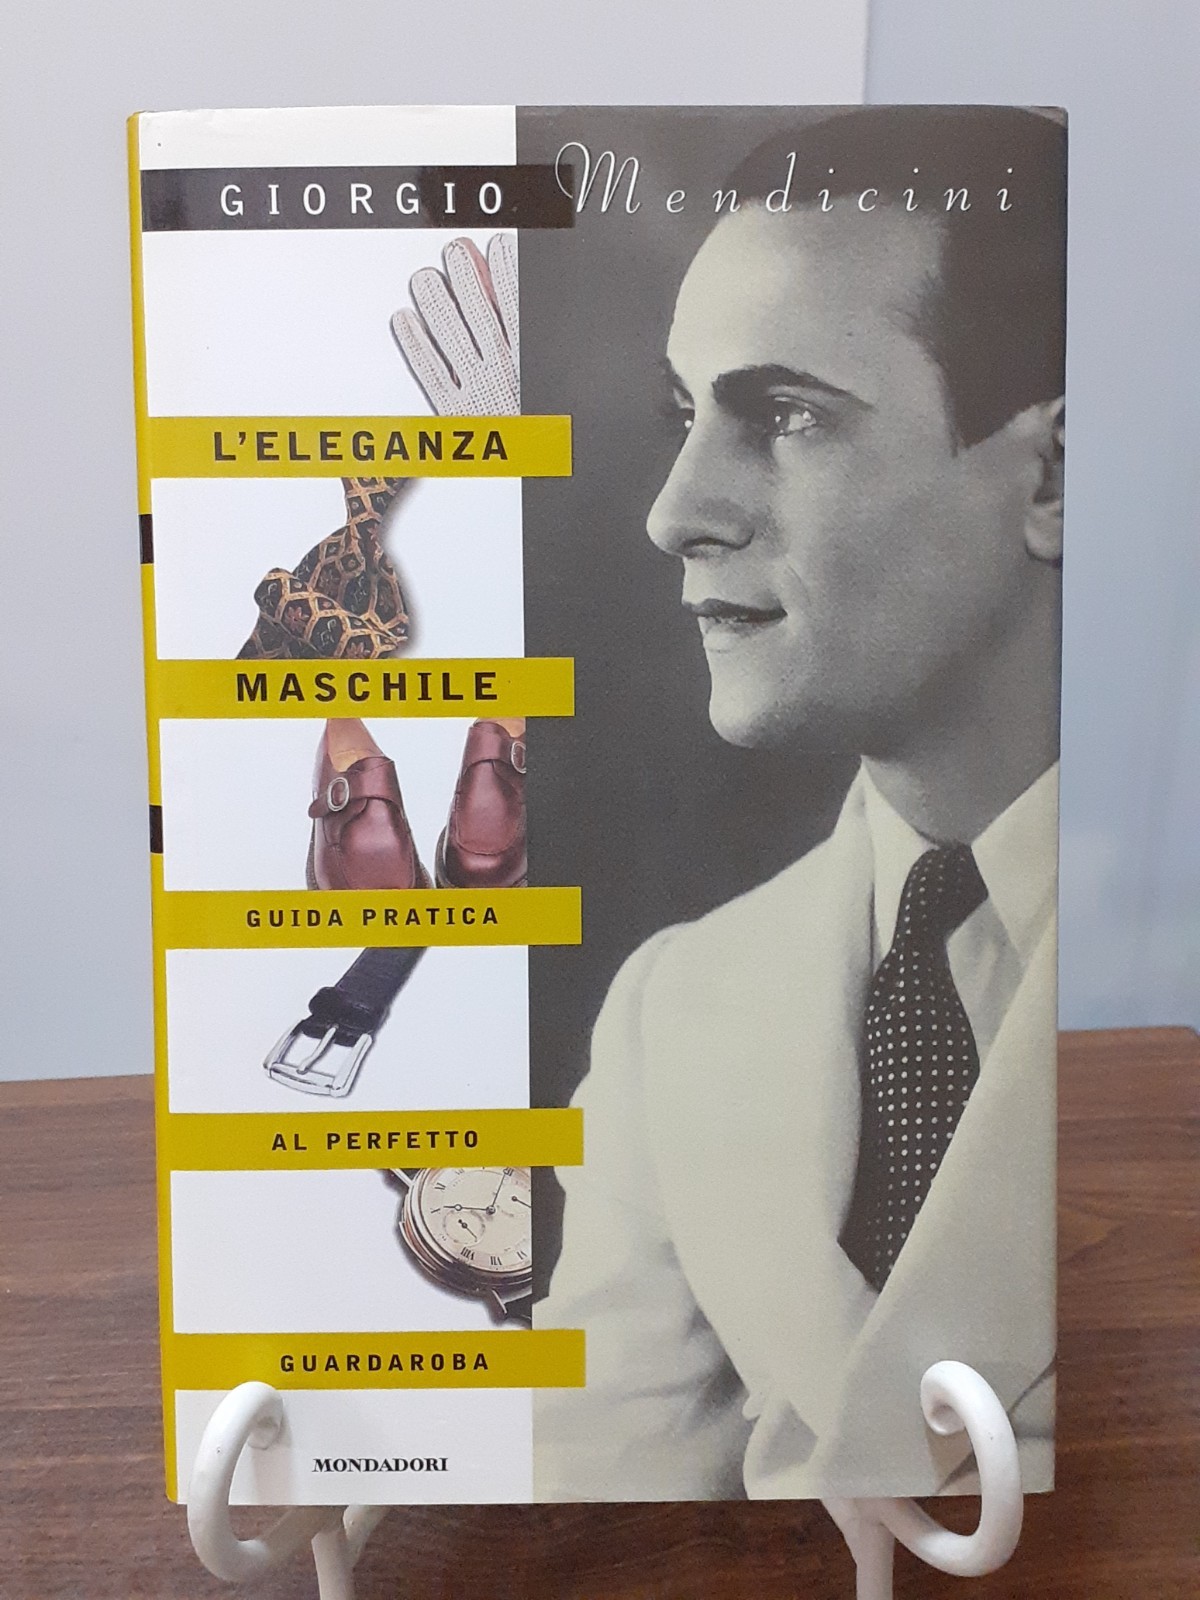 GIORGIO Mendicini
L'ELEGANZA
MASCHILE
GUIDA PRATICA
AL PERFETTO
GUARDAROBA
MONDADORI